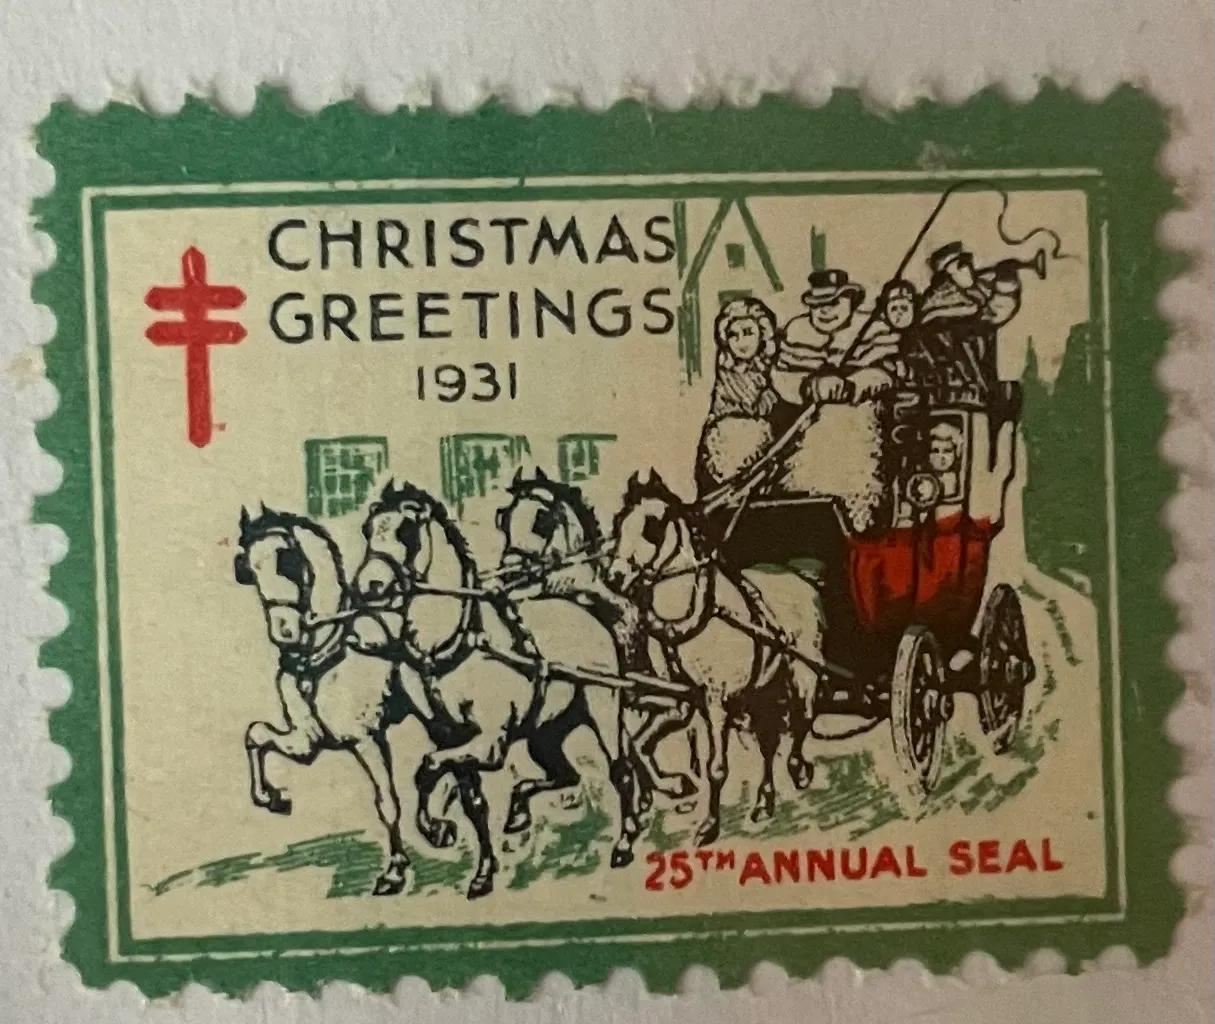 CHRISTMAS
GREETINGS
1931
25TH ANNUAL SEAL